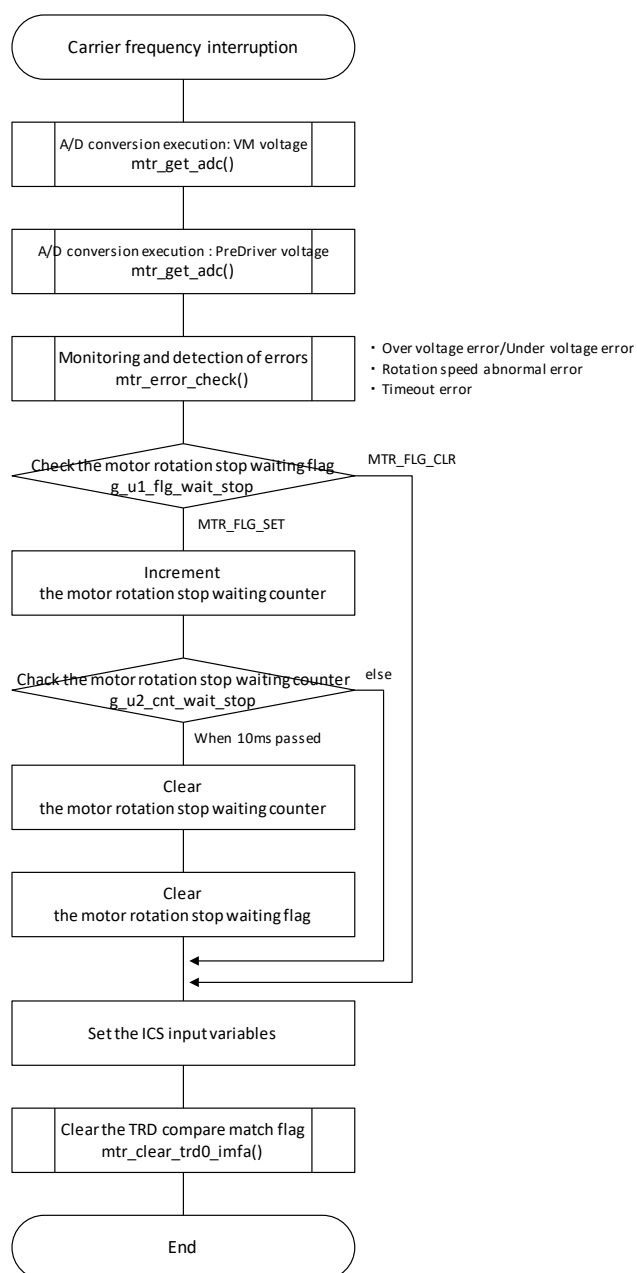 Carrier frequency interruption
A/D conversion execution: VM voltage
mtr_get_adc()
A/D conversion execution : PreDriver voltage
mtr_get_adc()
Monitoring and detection of errors
mtr_error_check()
・ Over voltage error/Under voltage error
・ Rotation speed abnormal error
・ Timeout error
Check the motor rotation stop waiting flag
g_u1_flg_wait_stop
MTR_FLG_CLR
MTR_FLG_SET
Increment
the motor rotation stop waiting counter
Chack the motor rotation stop waiting counter
g_u2_cnt_wait_stop
else
When 10ms passed
Clear
the motor rotation stop waiting counter
Clear
the motor rotation stop waiting flag
Set the ICS input variables
Clear the TRD compare match flag
mtr_clear_trd0_imfa()
End